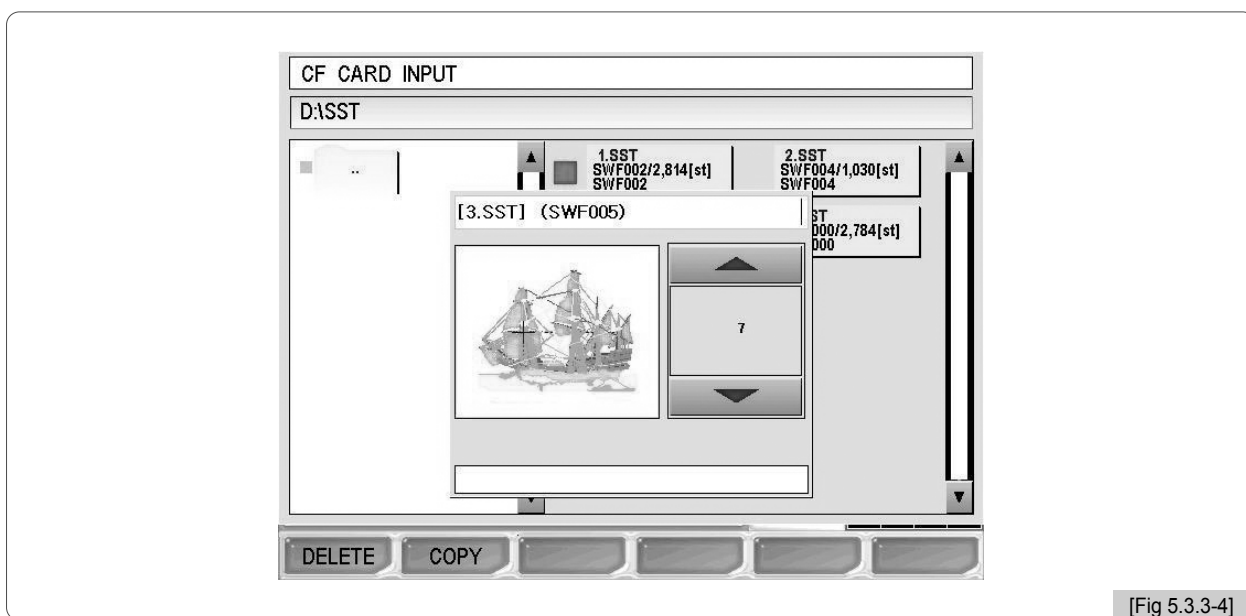 CF CARD INPUT
D:\SST
..
1.SST
SWF002/2,814[st]
SWF002
2.SST
SWF004/1,030[st]
SWF004
[3.SST] (SWF005)
ST
000/2,784[st]
000
7
DELETE
COPY
[Fig 5.3.3-4]